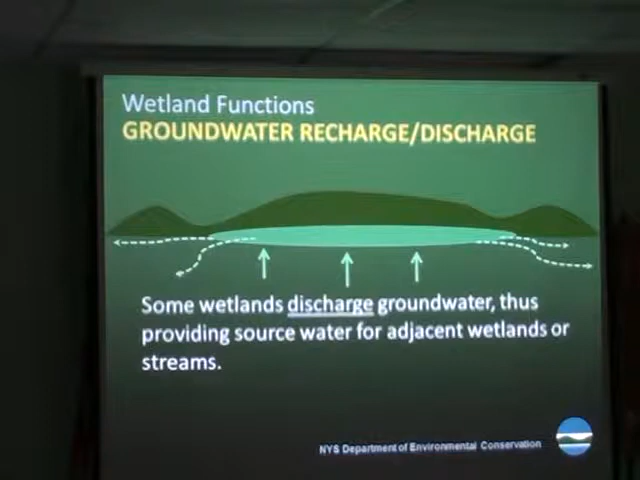 Wetland Functions
GROUNDWATER RECHARGE/DISCHARGE
Some wetlands discharge groundwater, thus
providing source water for adjacent wetlands or
streams.
NYS Department of Environmental Conservation